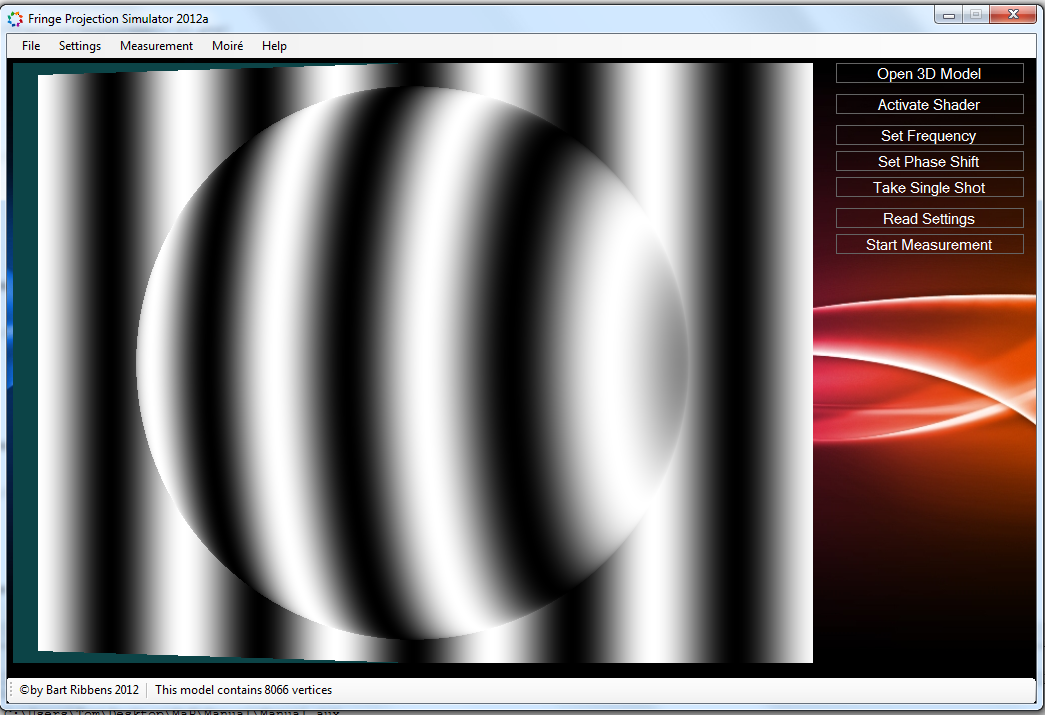 Fringe Projection Simulator 2012a
File Settings Measurement Moiré Help
Open 3D Model
Activate Shader
Set Frequency
Set Phase Shift
Take Single Shot
Read Settings
Start Measurement
©by Bart Ribbens 2012 This model contains 8066 vertices